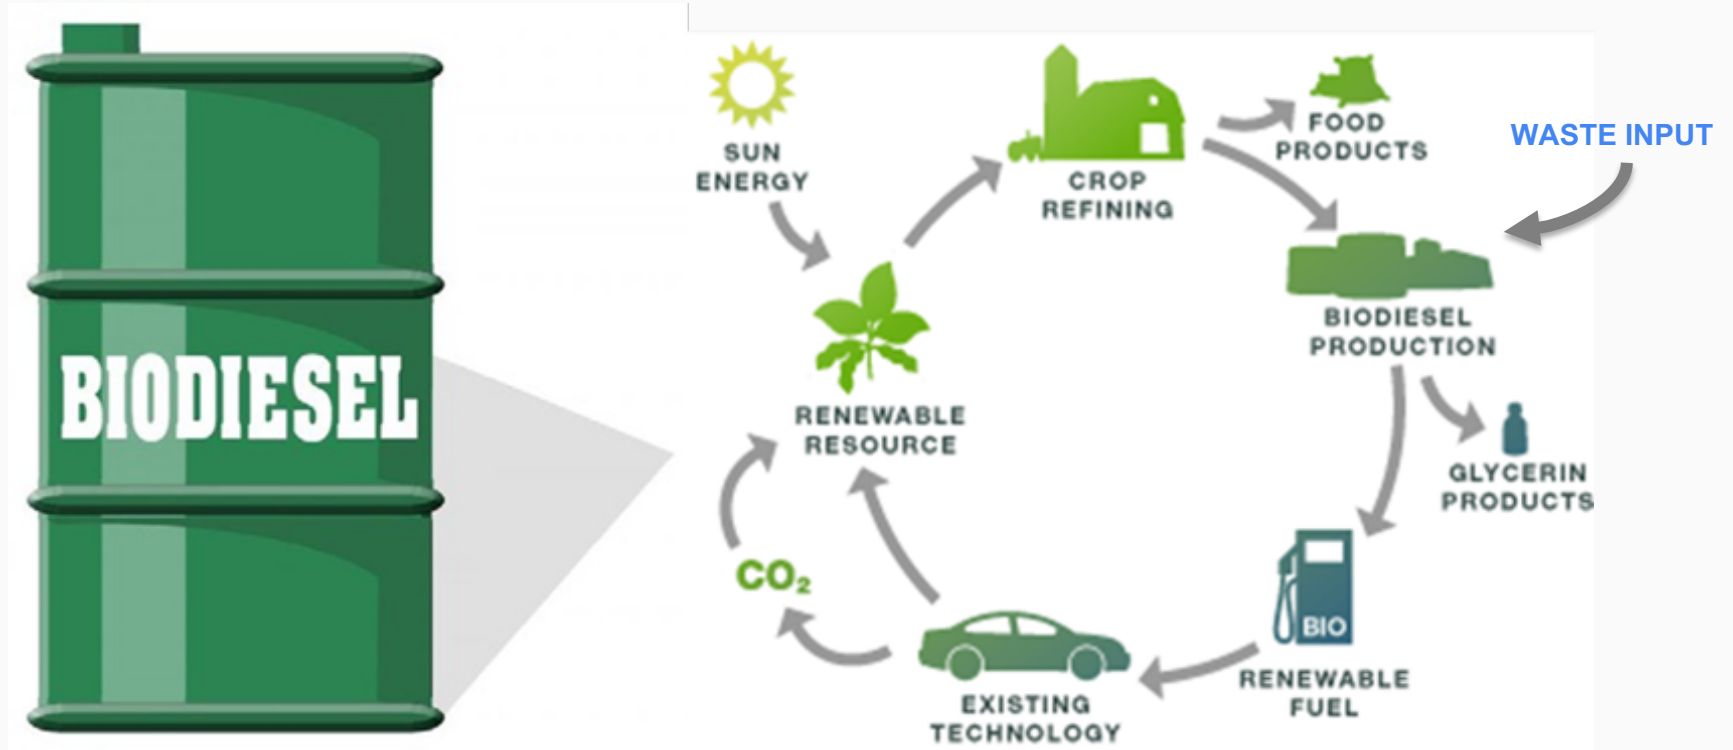 BIODIESEL
SUN
ENERGY
CROP
REFINING
FOOD
PRODUCTS
WASTE INPUT
BIODIESEL
PRODUCTION
GLYCERIN
PRODUCTS
BIO
RENEWABLE
FUEL
EXISTING
TECHNOLOGY
CO₂
RENEWABLE
RESOURCE